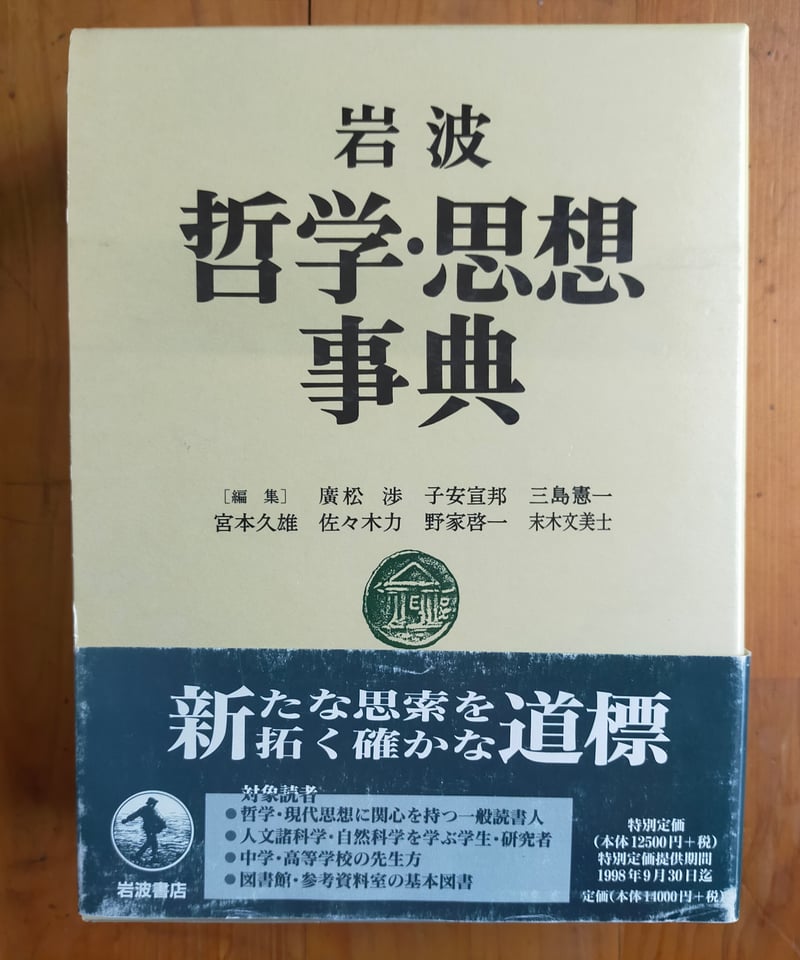 岩波
哲学・思想
事典
［編 集］ 廣松 渉 子安宣邦 三島憲一
宮本久雄 佐々木力 野家啓一 末木文美士
新たな思索を
拓く確かな道標
対象読者
●哲学・現代思想に関心を持つ一般読書人
●人文諸科学・自然科学を学ぶ学生・研究者
●中学・高等学校の先生方
●図書館・参考資料室の基本図書
岩波書店
特別定価
（本体12500円＋税）
特別定価提供期間
1998年9月30日迄
定価（本体14000円＋税）